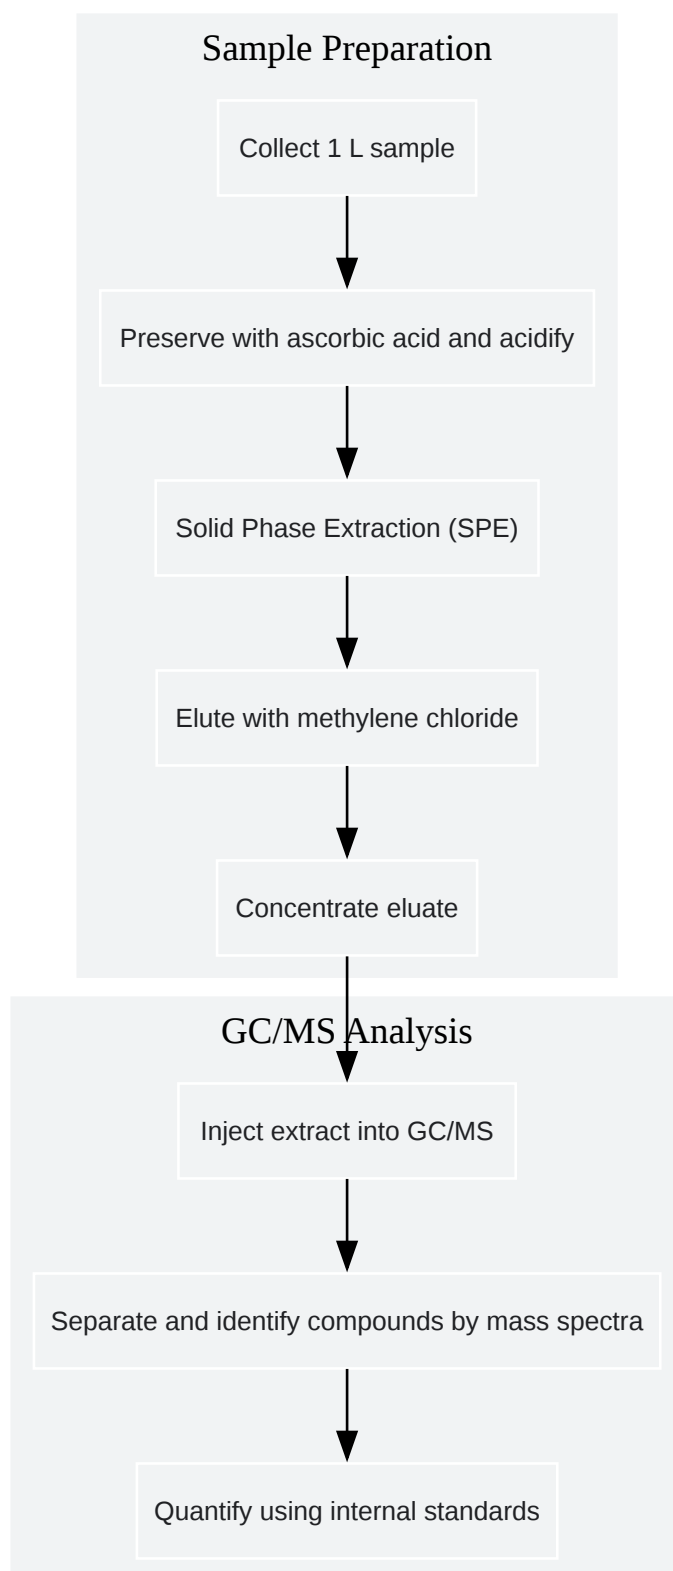 Sample Preparation
Collect 1 L sample
Preserve with ascorbic acid and acidify
Solid Phase Extraction (SPE)
Elute with methylene chloride
Concentrate eluate
GC/MS Analysis
Inject extract into GC/MS
Separate and identify compounds by mass spectra
Quantify using internal standards